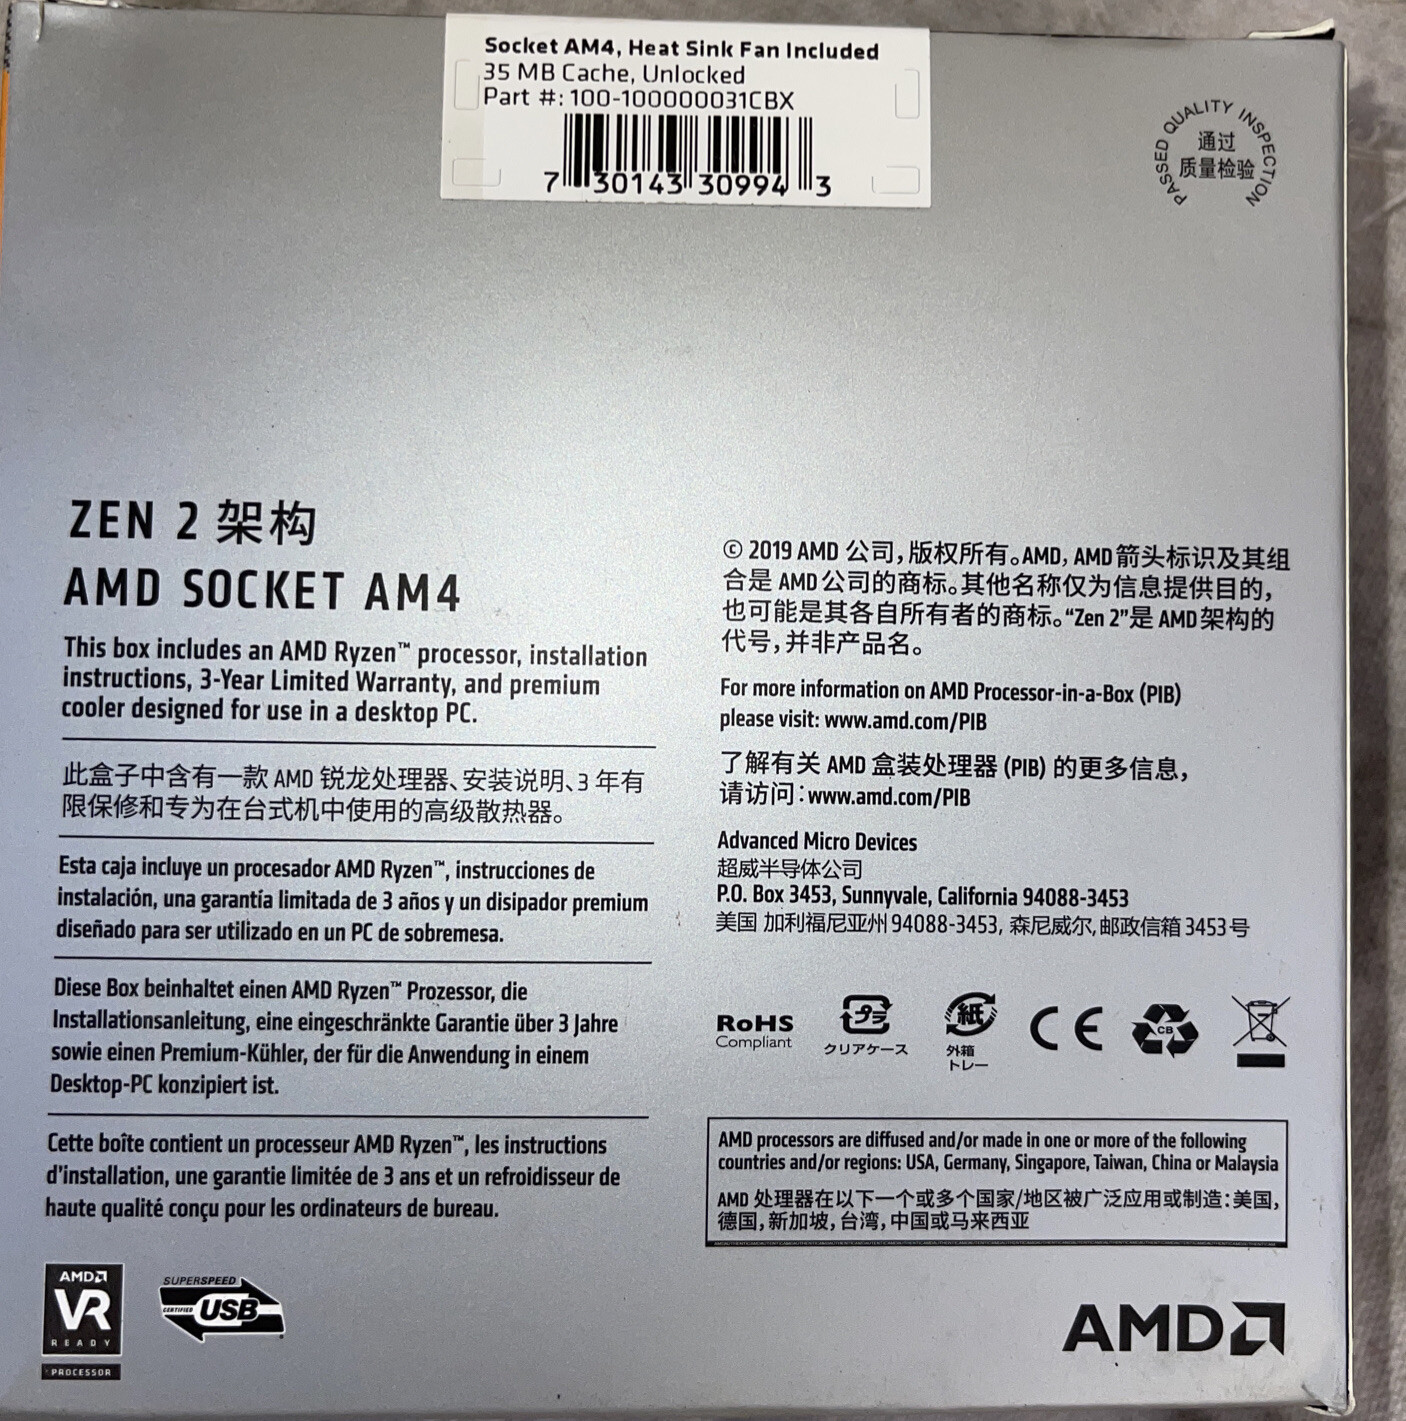 Socket AM4, Heat Sink Fan Included
35 MB Cache, Unlocked
Part #: 100-100000031CBX
7 30143 30994 3
PASSED QUALITY INSPECTION
通过
质量检验
ZEN 2 架构
AMD SOCKET AM4
This box includes an AMD Ryzen™ processor, installation
instructions, 3-Year Limited Warranty, and premium
cooler designed for use in a desktop PC.
此盒子中含有一款 AMD 锐龙处理器、安装说明、3 年有
限保修和专为在台式机中使用的高级散热器。
Esta caja incluye un procesador AMD Ryzen™, instrucciones de
instalación, una garantía limitada de 3 años y un disipador premium
diseñado para ser utilizado en un PC de sobremesa.
Diese Box beinhaltet einen AMD Ryzen™ Prozessor, die
Installationsanleitung, eine eingeschränkte Garantie über 3 Jahre
sowie einen Premium-Kühler, der für die Anwendung in einem
Desktop-PC konzipiert ist.
Cette boîte contient un processeur AMD Ryzen™, les instructions
d'installation, une garantie limitée de 3 ans et un refroidisseur de
haute qualité conçu pour les ordinateurs de bureau.
AMD
VR
READY
PROCESSOR
SUPERSPEED
CERTIFIED USB
© 2019 AMD 公司，版权所有。AMD, AMD 箭头标识及其组
合是 AMD 公司的商标。其他名称仅为信息提供目的，
也可能是其各自所有者的商标。“Zen 2”是 AMD 架构的
代号，并非产品名。
For more information on AMD Processor-in-a-Box (PIB)
please visit: www.amd.com/PIB
了解有关 AMD 盒装处理器 (PIB) 的更多信息，
请访问：www.amd.com/PIB
Advanced Micro Devices
超威半导体公司
P.O. Box 3453, Sunnyvale, California 94088-3453
美国 加利福尼亚州 94088-3453, 森尼威尔, 邮政信箱 3453 号
RoHS
Compliant
プラ
クリアケース
紙
外箱
トレー
CE
CB
AMD processors are diffused and/or made in one or more of the following
countries and/or regions: USA, Germany, Singapore, Taiwan, China or Malaysia
AMD 处理器在以下一个或多个国家/地区被广泛应用或制造：美国，
德国，新加坡，台湾，中国或马来西亚
AMD